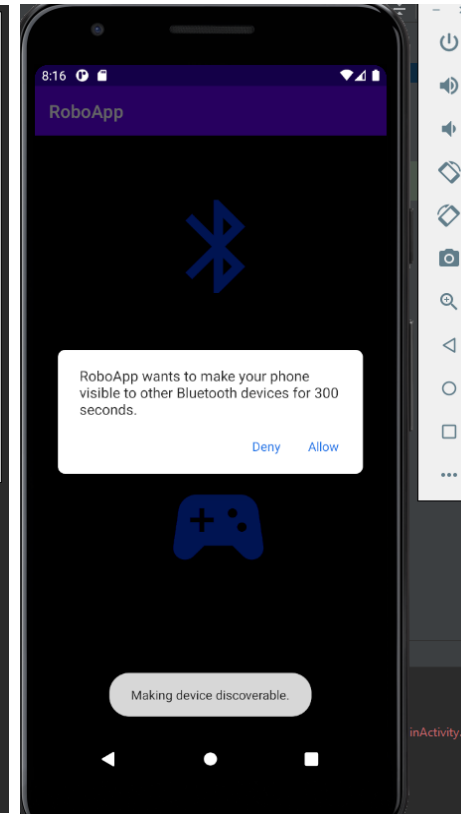 8:16
RoboApp
RoboApp wants to make your phone
visible to other Bluetooth devices for 300
seconds.
Deny Allow
Making device discoverable.
inActivity.